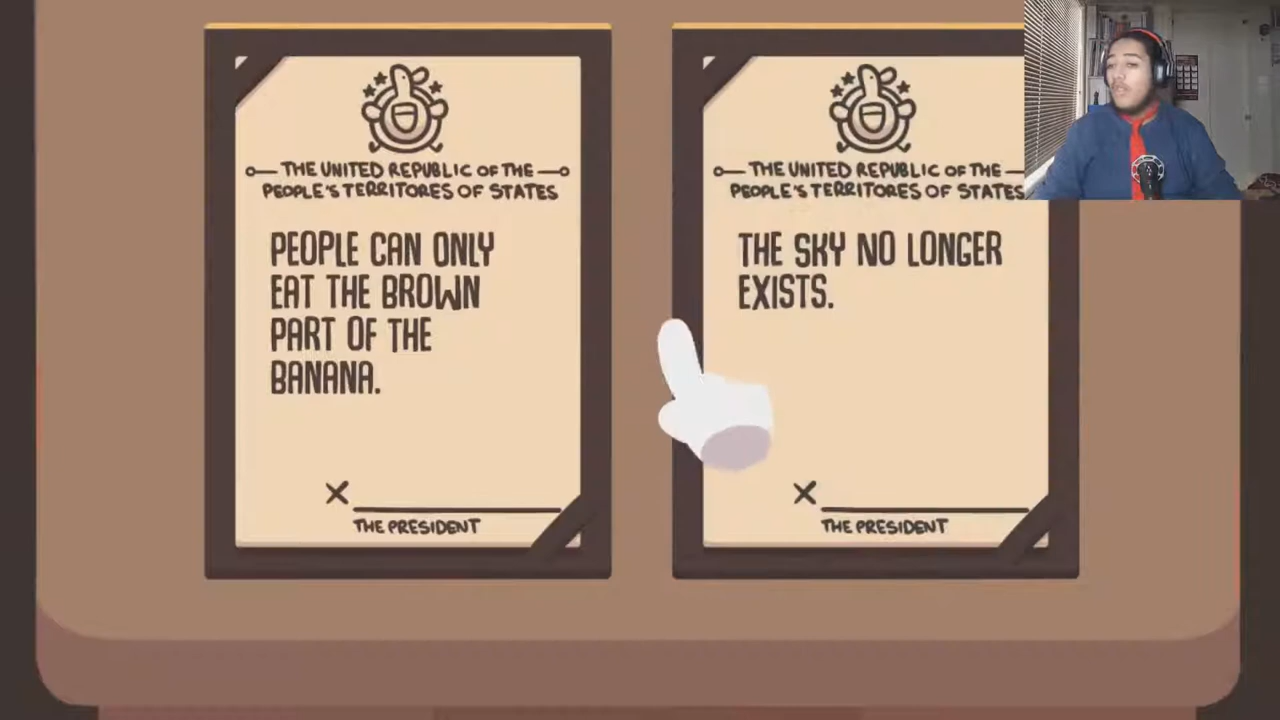 THE UNITED REPUBLIC OF THE
PEOPLE'S TERRITORES OF STATES
PEOPLE CAN ONLY
EAT THE BROWN
PART OF THE
BANANA.
X
THE PRESIDENT
THE UNITED REPUBLIC OF THE
PEOPLE'S TERRITORES OF STATES
THE SKY NO LONGER
EXISTS.
X
THE PRESIDENT